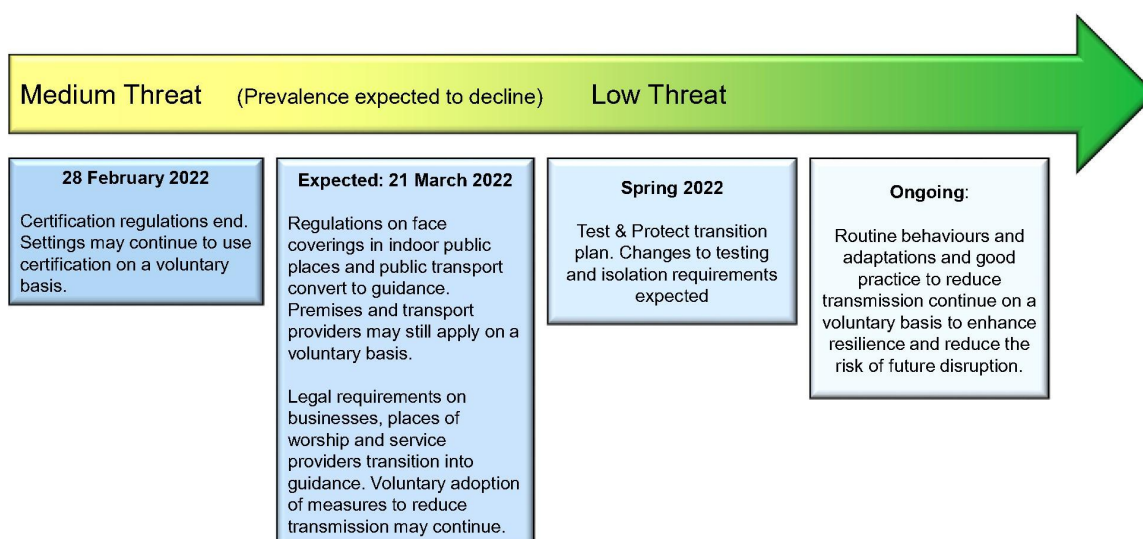 Medium Threat (Prevalence expected to decline) Low Threat
28 February 2022
Certification regulations end.
Settings may continue to use
certification on a voluntary
basis.
Expected: 21 March 2022
Regulations on face
coverings in indoor public
places and public transport
convert to guidance.
Premises and transport
providers may still apply on a
voluntary basis.
Legal requirements on
businesses, places of
worship and service
providers transition into
guidance. Voluntary adoption
of measures to reduce
transmission may continue.
Spring 2022
Test & Protect transition
plan. Changes to testing
and isolation requirements
expected
Ongoing:
Routine behaviours and
adaptations and good
practice to reduce
transmission continue on a
voluntary basis to enhance
resilience and reduce the
risk of future disruption.